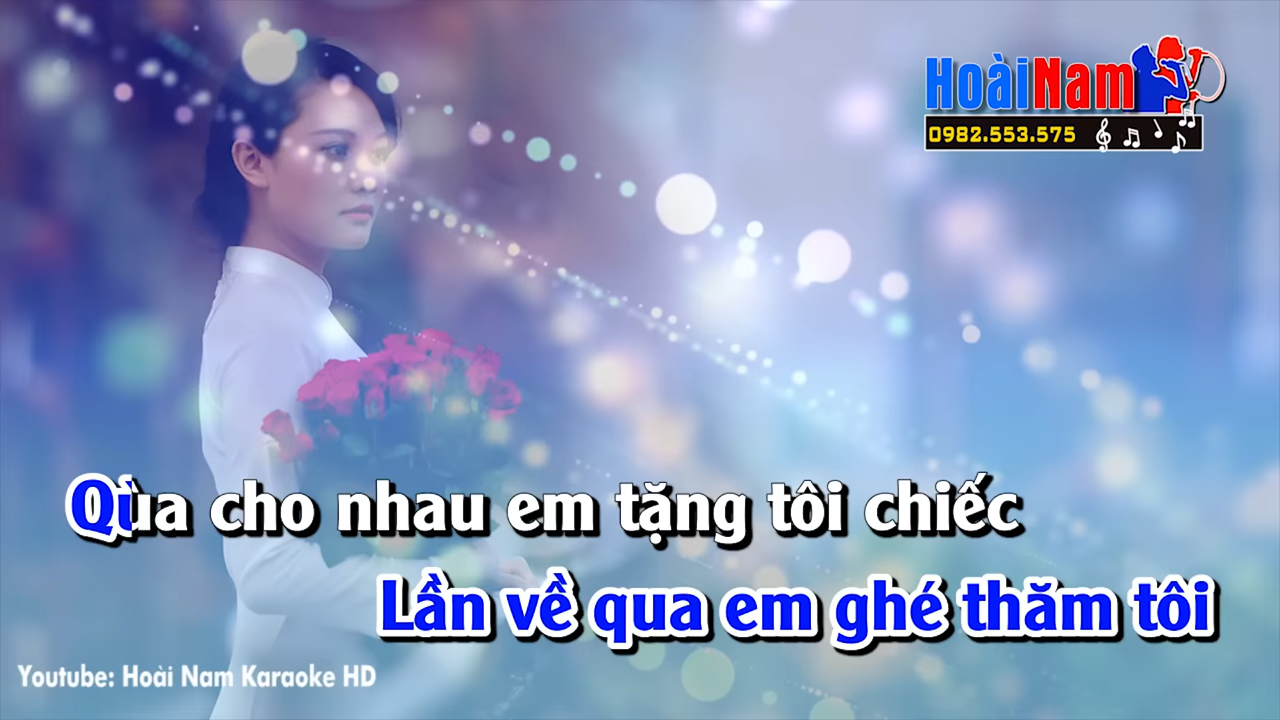 HoàiNam
0982.553.575
Qùa cho nhau em tặng tôi chiếc
Lần về qua em ghé thăm tôi
Youtube: Hoài Nam Karaoke HD